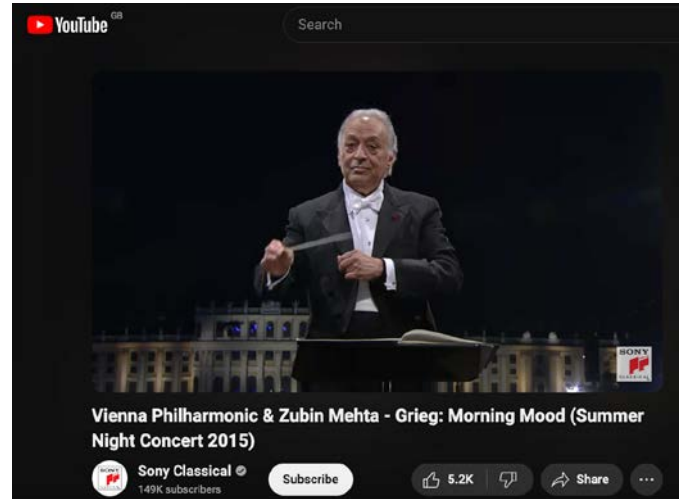 YouTube GB
Search
SONY
CLASSICAL
Vienna Philharmonic & Zubin Mehta - Grieg: Morning Mood (Summer
Night Concert 2015)
SONY
Sony Classical
149K subscribers
Subscribe
5.2K
Share
...